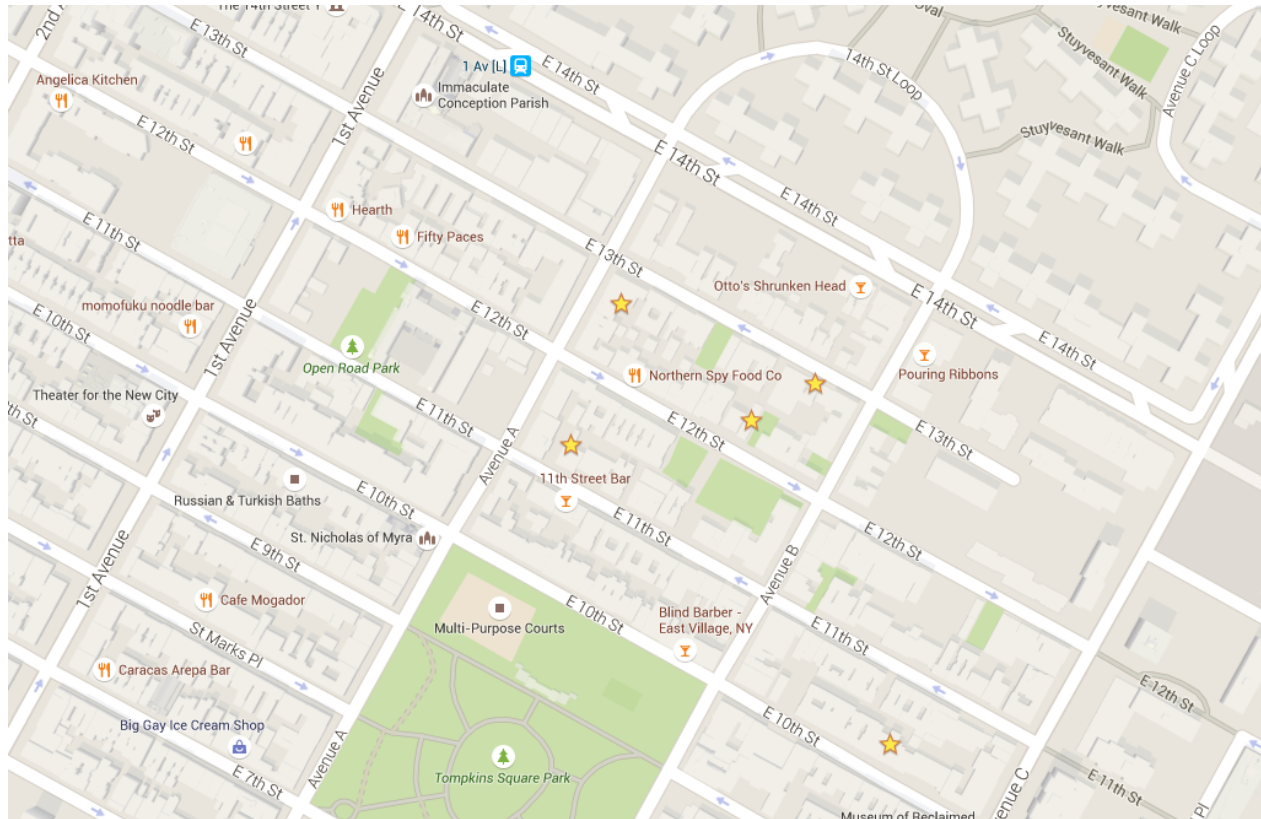 The 14th Street Y
2nd
E 13th St
E 14th St
Oval
Stuyvesant Walk
Stuyvesant Walk
Avenue C Loop
1 Av [L]
14th St Loop
Angelica Kitchen
Immaculate
Conception Parish
E 14th St
1st Avenue
E 12th St
Stuyvesant Walk
E 14th St
E 14th St
Hearth
Fifty Paces
E 11th St
E 13th St
tta
Otto's Shrunken Head
E 14th St
momofuku noodle bar
E 12th St
E 10th St
1st Avenue
E 14th St
Open Road Park
Northern Spy Food Co
Pouring Ribbons
Theater for the New City
E 11th St
E 12th St
E 13th St
Avenue A
11th Street Bar
Russian & Turkish Baths
E 10th St
E 11th St
St. Nicholas of Myra
E 12th St
E 9th St
1st Avenue
Avenue B
Cafe Mogador
E 10th St
Blind Barber -
East Village, NY
Multi-Purpose Courts
E 11th St
St Marks Pl
Caracas Arepa Bar
E 12th St
Big Gay Ice Cream Shop
E 10th St
Avenue A
E 7th St
Tompkins Square Park
E 11th St
Avenue C
Pl
Museum of Reclaimed